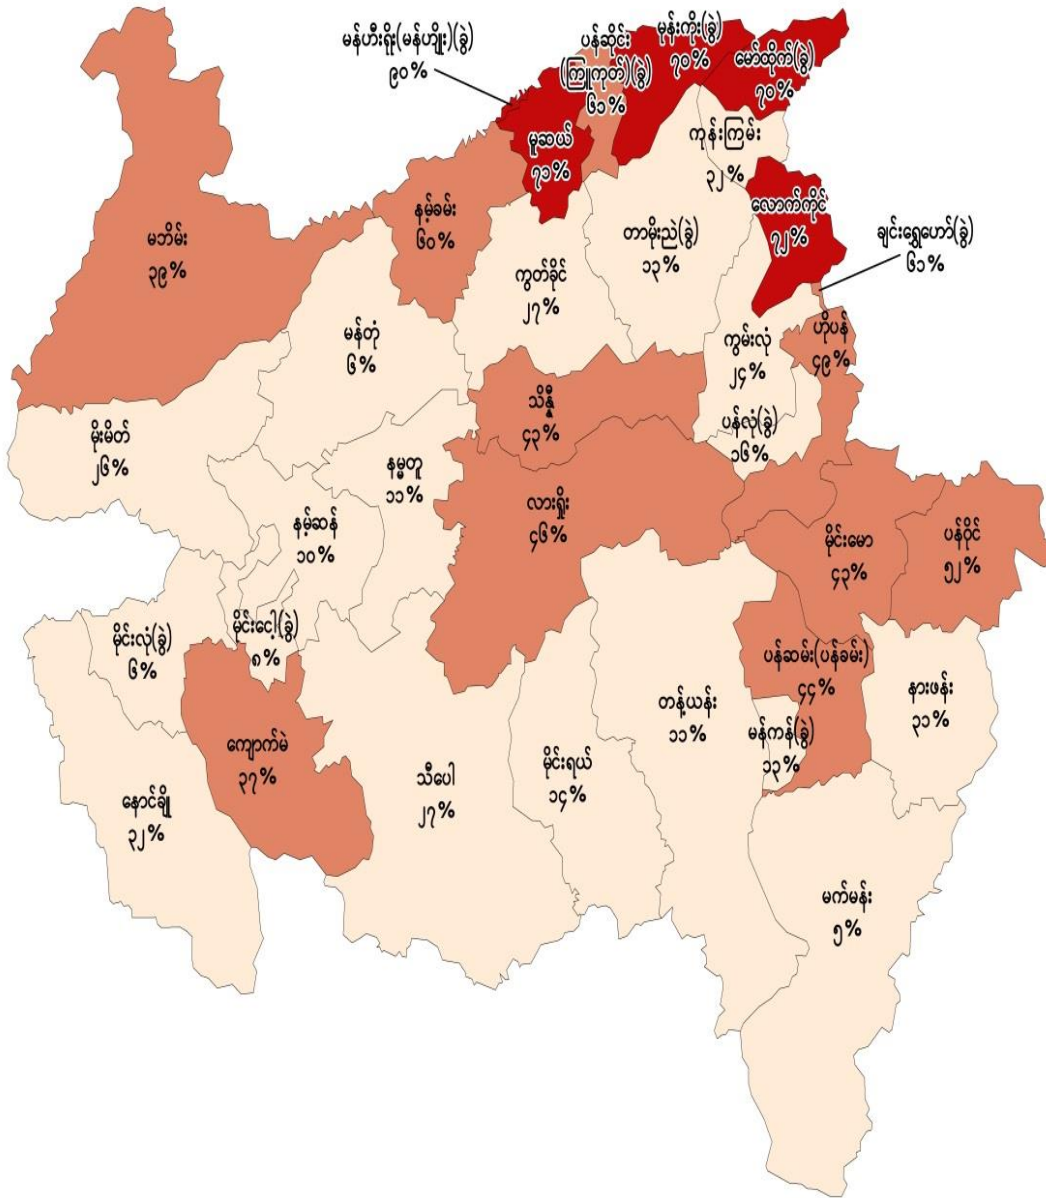 မန်ဟီးရိုး(မန်ဟျိုး)(ခွဲ)
၉၀%
ပန်ဆိုင်း
(ကြူကုတ်)(ခွဲ)
၆၁%
မုန်းကိုး(ခွဲ)
၇၀%
မော်ထိုက်(ခွဲ)
၇၀%
မူဆယ်
၇၁%
ကုန်းကြမ်း
၃၂%
လောက်ကိုင်
၇၂%
ချင်းရွှေဟော်(ခွဲ)
၆၁%
မဘိမ်း
၃၉%
နမ့်ခမ်း
၆၀%
တာမိုးညဲ(ခွဲ)
၁၃%
ကွတ်ခိုင်
၂၇%
မန်တုံ
၆%
ကွမ်းလုံ
၂၄%
ဟိုပန်
၄၉%
သိန္နီ
၄၃%
ပန်လုံ(ခွဲ)
၁၆%
မိုးမိတ်
၂၆%
နမ္မတူ
၁၁%
လားရှိုး
၄၆%
နမ့်ဆန်
၁၀%
မိုင်းမော
၄၃%
ပန်ဝိုင်
၅၂%
မိုင်းလုံ(ခွဲ)
၆%
မိုင်းငေါ့(ခွဲ)
၈%
ပန်ဆမ်း(ပန်ခမ်း)
၄၄%
နားဖန်း
၃၁%
တန့်ယန်း
၁၁%
မန်ကန်(ခွဲ)
၁၃%
ကျောက်မဲ
၃၇%
သီပေါ
၂၇%
မိုင်းရယ်
၁၄%
နောင်ချို
၃၂%
မက်မန်း
၅%